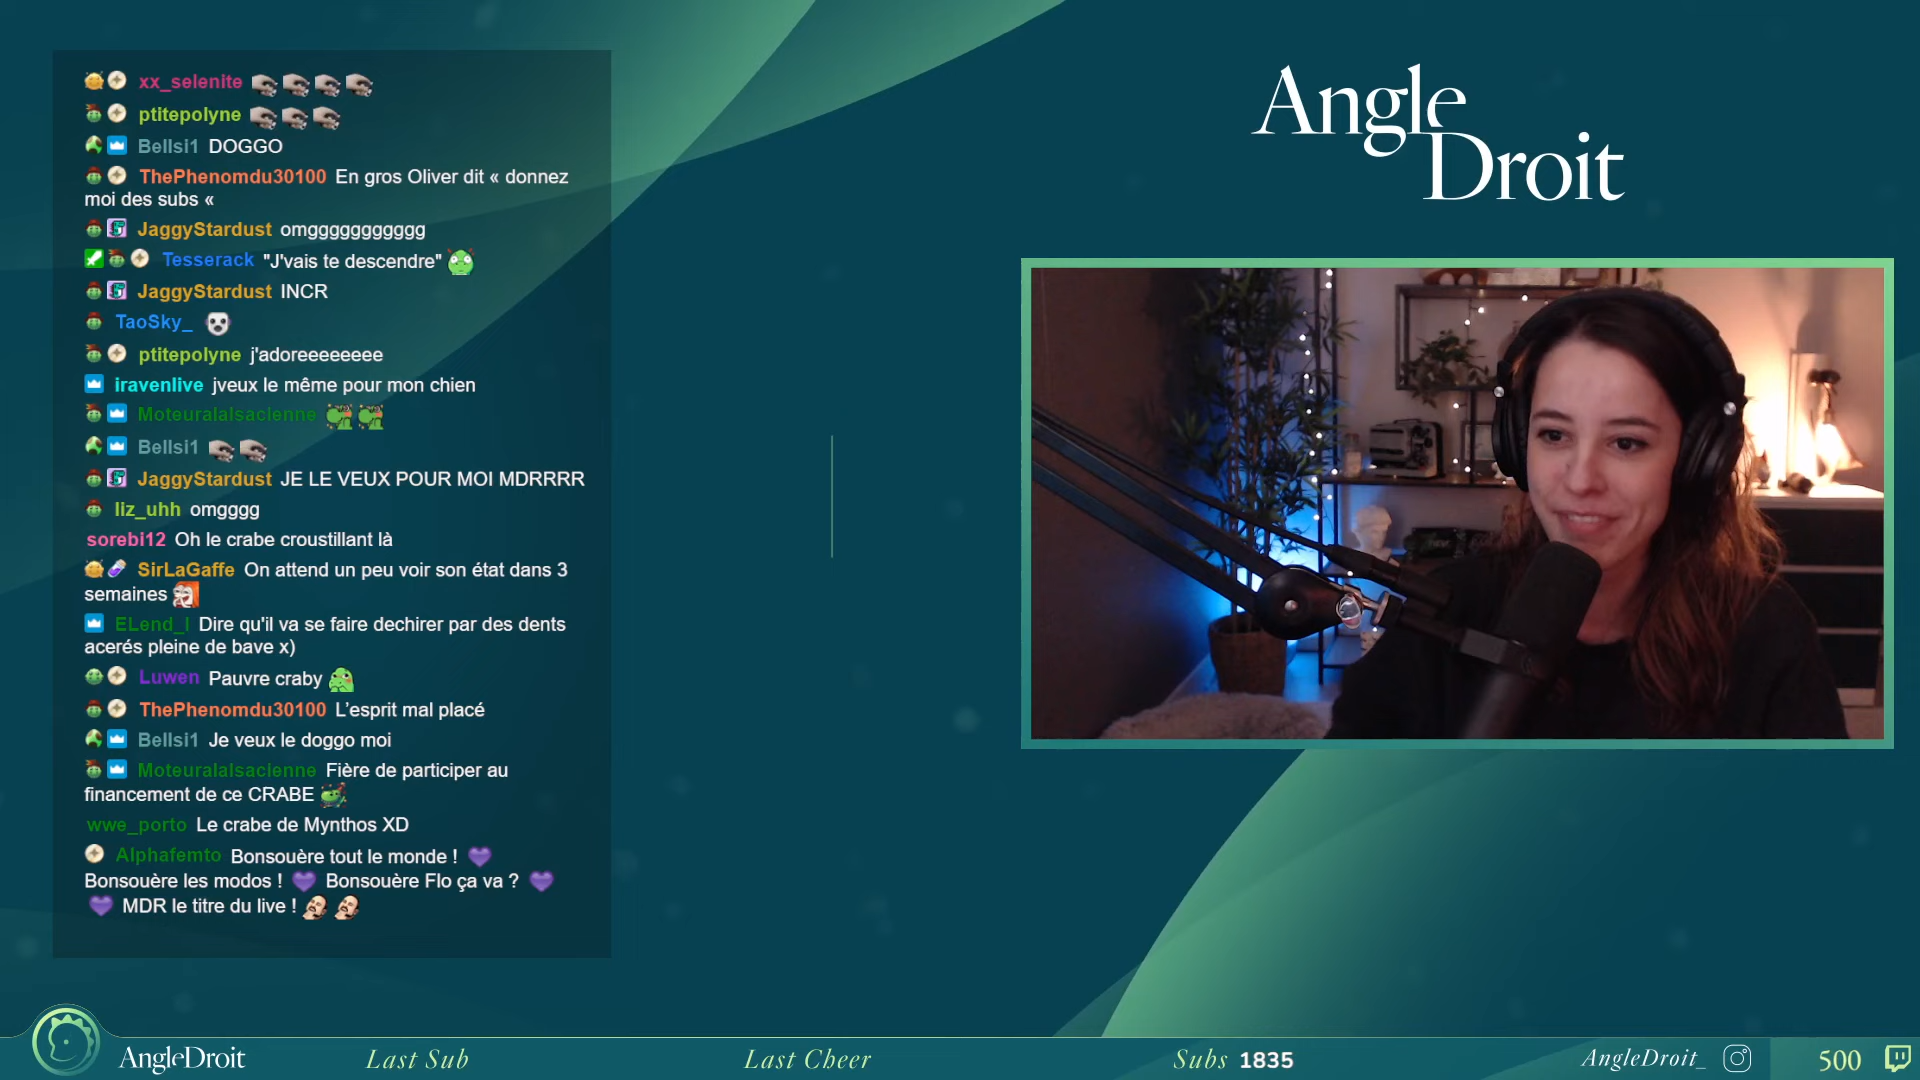 xx_selenite
ptitepolyne
Bellsi1 DOGGO
ThePhenomdu30100 En gros Oliver dit « donnez
moi des subs «
JaggyStardust omgggggggggggg
Tesserack "J'vais te descendre"
JaggyStardust INCR
TaoSky_
ptitepolyne j'adoreeeeeeee
iravenlive jveux le même pour mon chien
Moteuralalsacienne
Bellsi1
JaggyStardust JE LE VEUX POUR MOI MDRRRR
liz_uhh omgggg
sorebi12 Oh le crabe croustillant là
SirLaGaffe On attend un peu voir son état dans 3
semaines
ELend_I Dire qu'il va se faire dechirer par des dents
acerés pleine de bave x)
Luwen Pauvre craby
ThePhenomdu30100 L'esprit mal placé
Bellsi1 Je veux le doggo moi
Moteuralalsacienne Fière de participer au
financement de ce CRABE
wwe_porto Le crabe de Mynthos XD
Alphafemto Bonsouère tout le monde !
Bonsouère les modos ! Bonsouère Flo ça va ?
MDR le titre du live !
Angle
Droit
AngleDroit
Last Sub
Last Cheer
Subs 1835
AngleDroit_
500